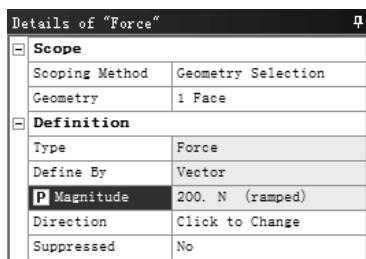 Details of "Force"
Scope
Scoping Method Geometry Selection
Geometry 1 Face
Definition
Type Force
Define By Vector
P Magnitude 200. N (ramped)
Direction Click to Change
Suppressed No